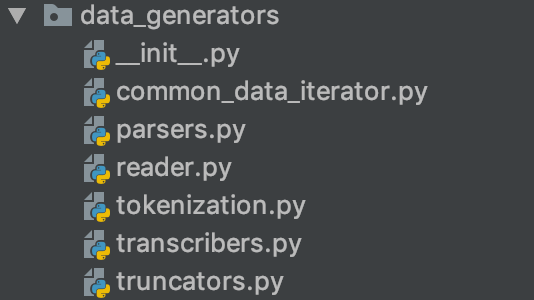 data_generators
__init__.py
common_data_iterator.py
parsers.py
reader.py
tokenization.py
transcribers.py
truncators.py